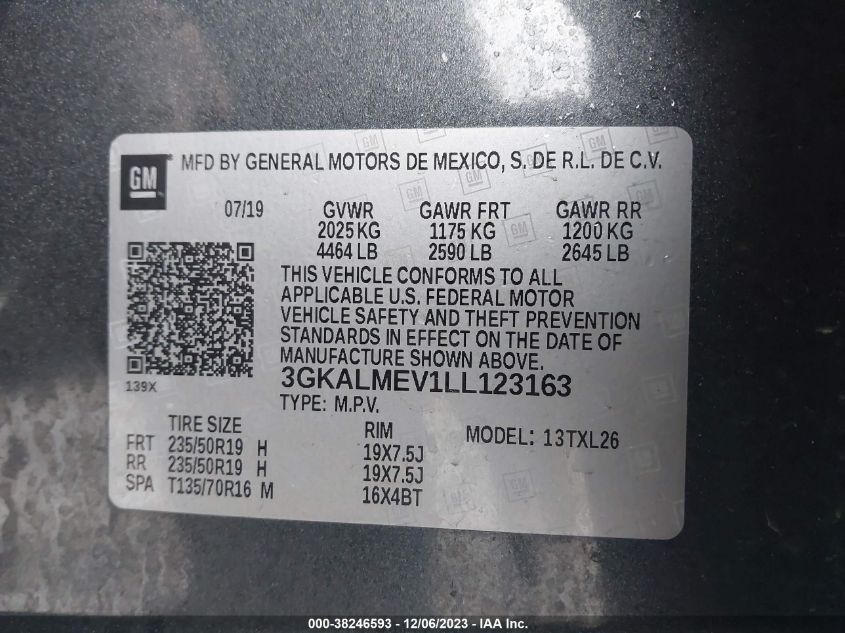 GM
MFD BY GENERAL MOTORS DE MEXICO, S. DE R.L. DE C.V.
07/19 GVWR GAWR FRT GAWR RR
2025 KG 1175 KG 1200 KG
4464 LB 2590 LB 2645 LB
THIS VEHICLE CONFORMS TO ALL
APPLICABLE U.S. FEDERAL MOTOR
VEHICLE SAFETY AND THEFT PREVENTION
STANDARDS IN EFFECT ON THE DATE OF
MANUFACTURE SHOWN ABOVE.
139X 3GKALMEV1LL123163
TYPE: M.P.V.
TIRE SIZE RIM MODEL: 13TXL26
FRT 235/50R19 H 19X7.5J
RR 235/50R19 H 19X7.5J
SPA T135/70R16 M 16X4BT
000-38246593 - 12/06/2023 - IAA Inc.